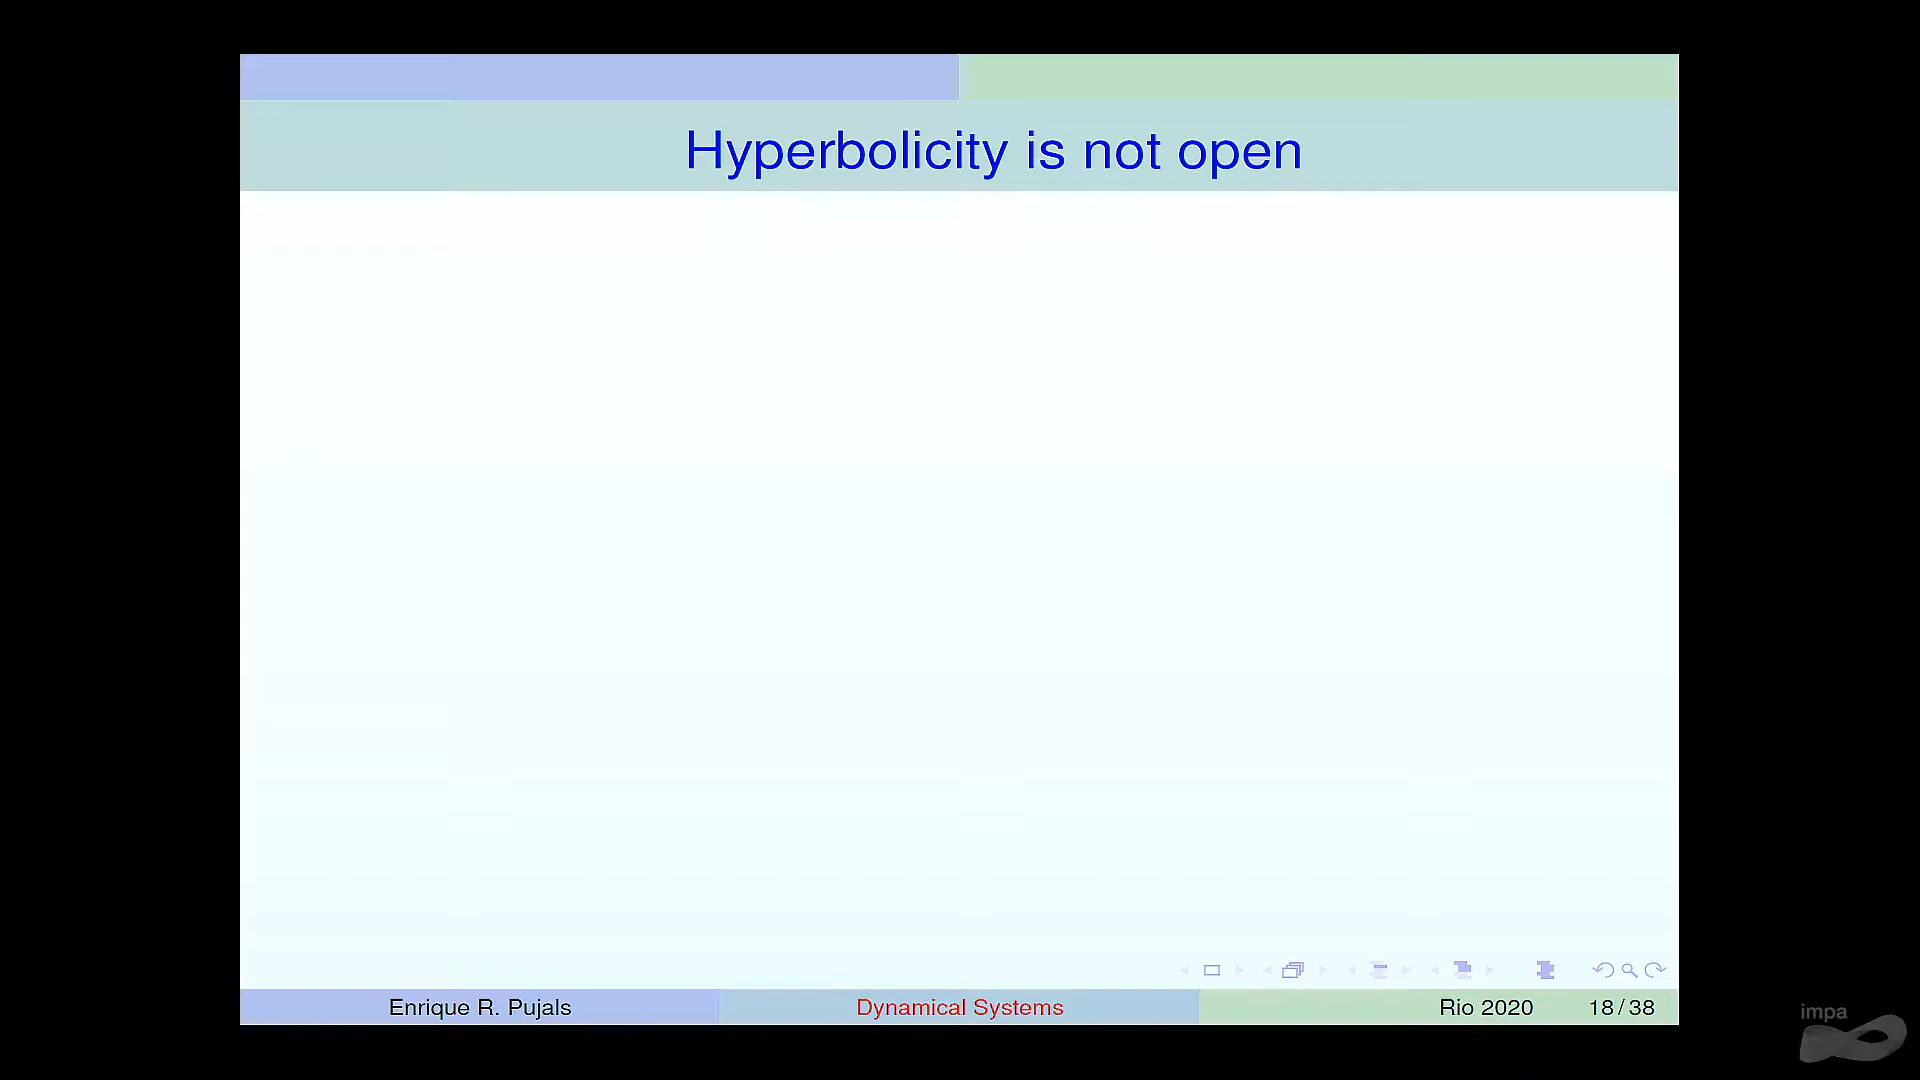 Hyperbolicity is not open
Enrique R. Pujals
Dynamical Systems
Rio 2020
18 / 38
impa